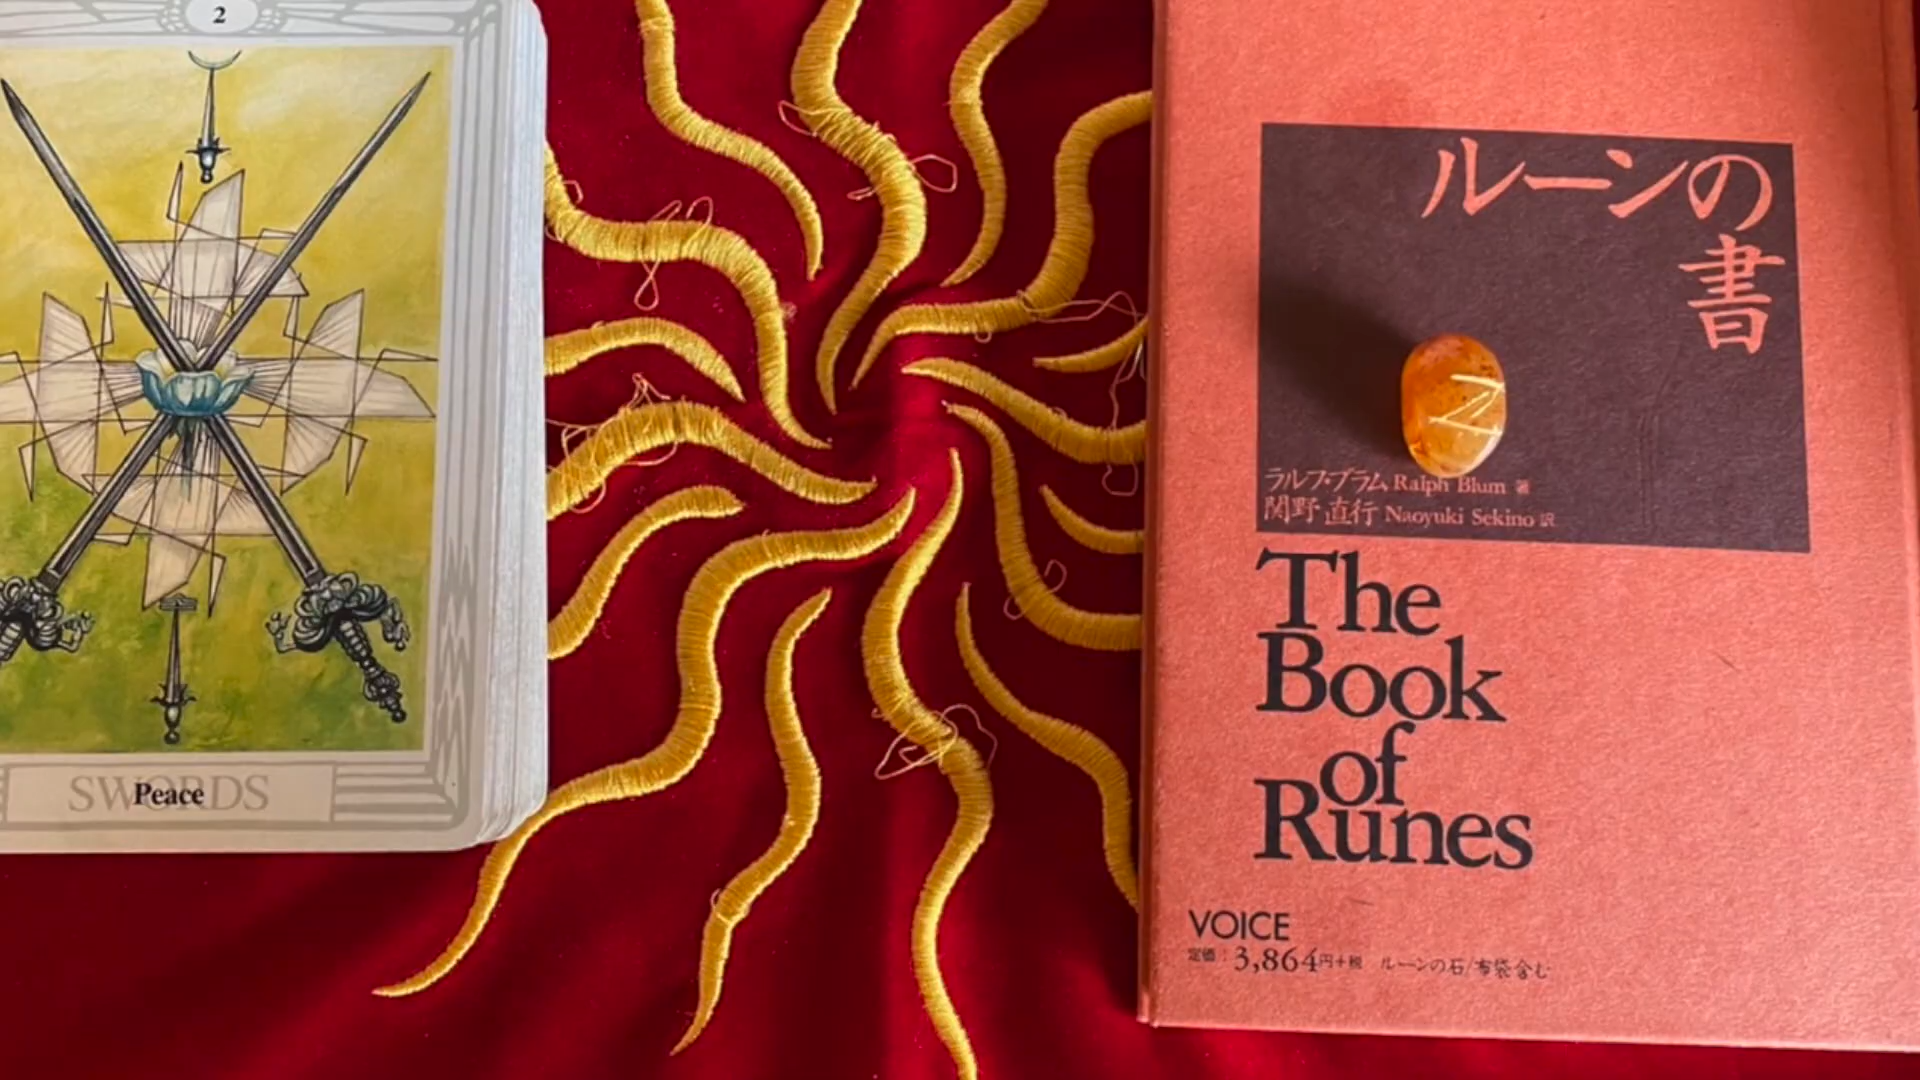 2
SWORDS
Peace
ルーンの
書
ラルフ・ブラム Ralph Blum 著
関野 直行 Naoyuki Sekino 訳
The
Book
of
Runes
VOICE
定価：3,864円+税 ルーンの石/布袋含む